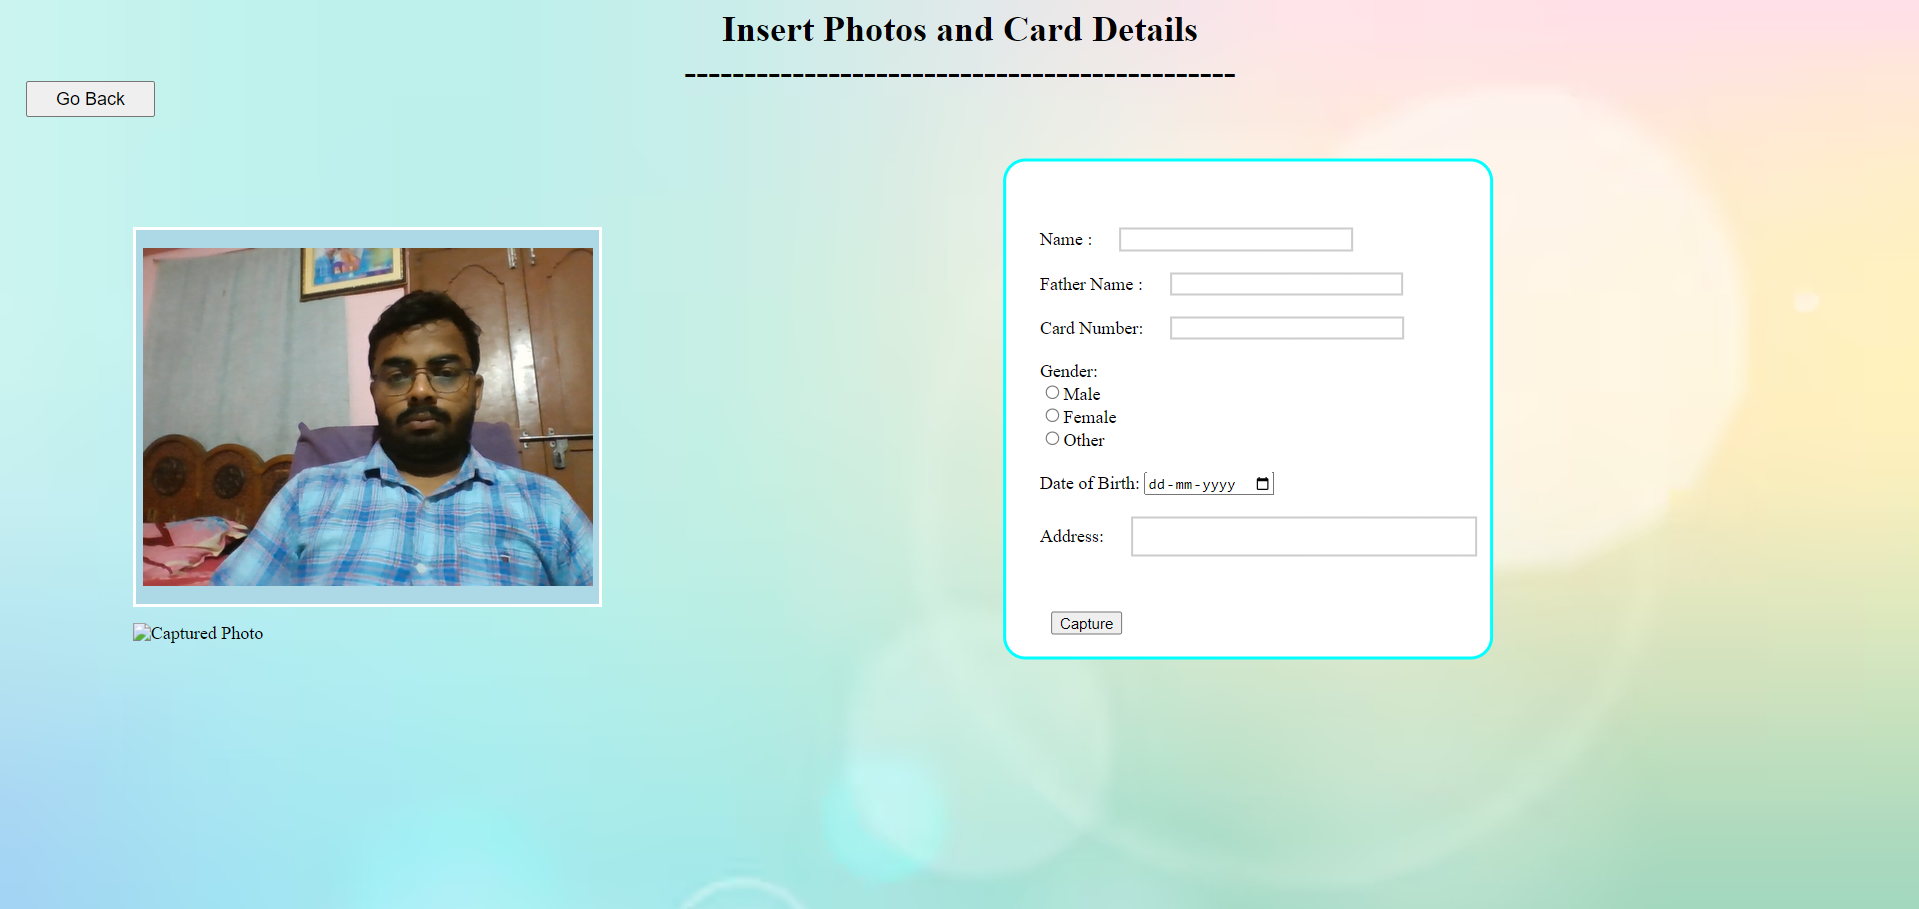 Insert Photos and Card Details
----------------------------------------------
Go Back
Name :
Father Name :
Card Number:
Gender:
Male
Female
Other
Date of Birth: dd-mm-yyyy
Address:
Capture
Captured Photo